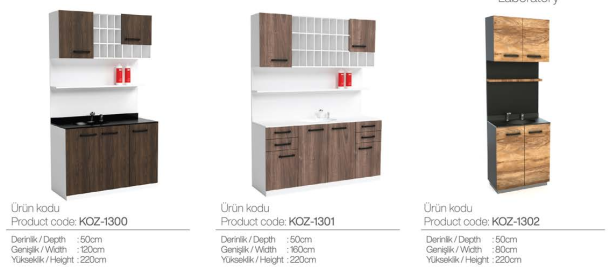 Laboratory
Ürün kodu
Product code: KOZ-1300
Derinlik / Depth : 50cm
Genişlik / Width : 120cm
Yükseklik / Height : 220cm
Ürün kodu
Product code: KOZ-1301
Derinlik / Depth : 50cm
Genişlik / Width : 160cm
Yükseklik / Height : 220cm
Ürün kodu
Product code: KOZ-1302
Derinlik / Depth : 50cm
Genişlik / Width : 80cm
Yükseklik / Height : 220cm